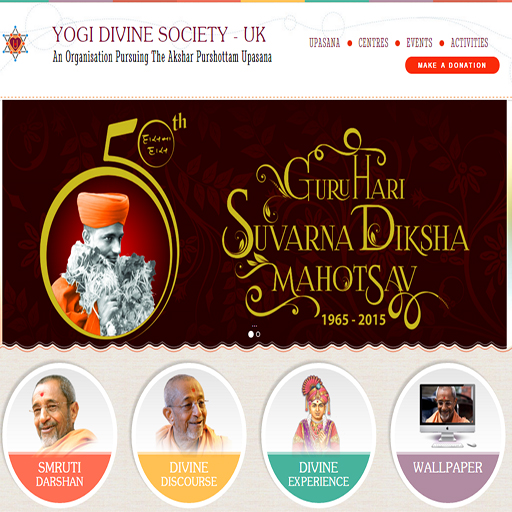 YOGI DIVINE SOCIETY - UK
An Organisation Pursuing The Akshar Purshottam Upasana
UPASANA • CENTRES • EVENTS • ACTIVITIES
MAKE A DONATION
50th
GURU HARI
SUVARNA DIKSHA
MAHOTSAV
1965 - 2015
SMRUTI
DARSHAN
DIVINE
DISCOURSE
DIVINE
EXPERIENCE
WALLPAPER